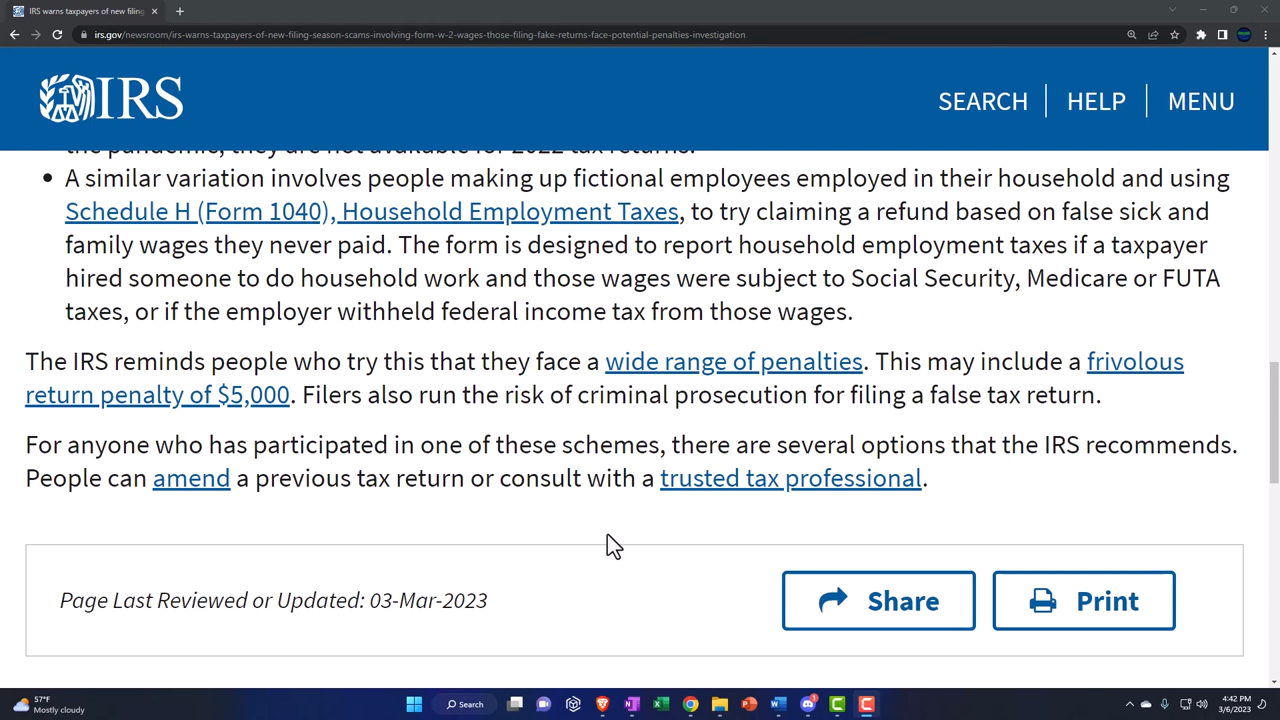 IRS warns taxpayers of new filing
irs.gov/newsroom/irs-warns-taxpayers-of-new-filing-season-scams-involving-form-w-2-wages-those-filing-fake-returns-face-potential-penalties-investigation
IRS
SEARCH
HELP
MENU
the pandemic, they are not available for 2022 tax returns.
• A similar variation involves people making up fictional employees employed in their household and using
Schedule H (Form 1040), Household Employment Taxes, to try claiming a refund based on false sick and
family wages they never paid. The form is designed to report household employment taxes if a taxpayer
hired someone to do household work and those wages were subject to Social Security, Medicare or FUTA
taxes, or if the employer withheld federal income tax from those wages.
The IRS reminds people who try this that they face a wide range of penalties. This may include a frivolous
return penalty of $5,000. Filers also run the risk of criminal prosecution for filing a false tax return.
For anyone who has participated in one of these schemes, there are several options that the IRS recommends.
People can amend a previous tax return or consult with a trusted tax professional.
Page Last Reviewed or Updated: 03-Mar-2023
Share
Print
57°F
Mostly cloudy
Search
4:42 PM
3/6/2023